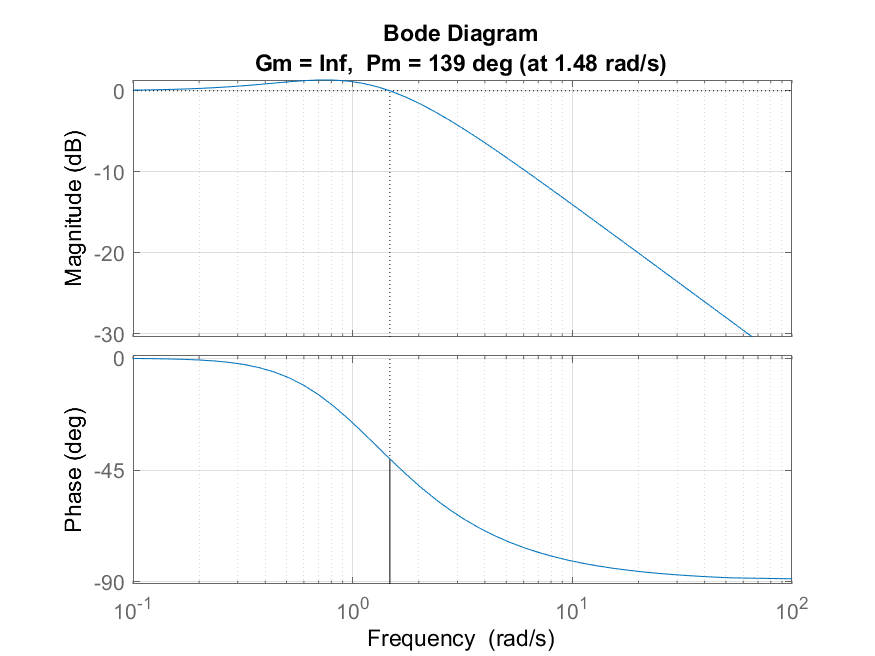 Bode Diagram
Gm = Inf,  Pm = 139 deg (at 1.48 rad/s)
Magnitude (dB)
0
-10
-20
-30
Phase (deg)
0
-45
-90
10^-1
10^0
10^1
10^2
Frequency  (rad/s)